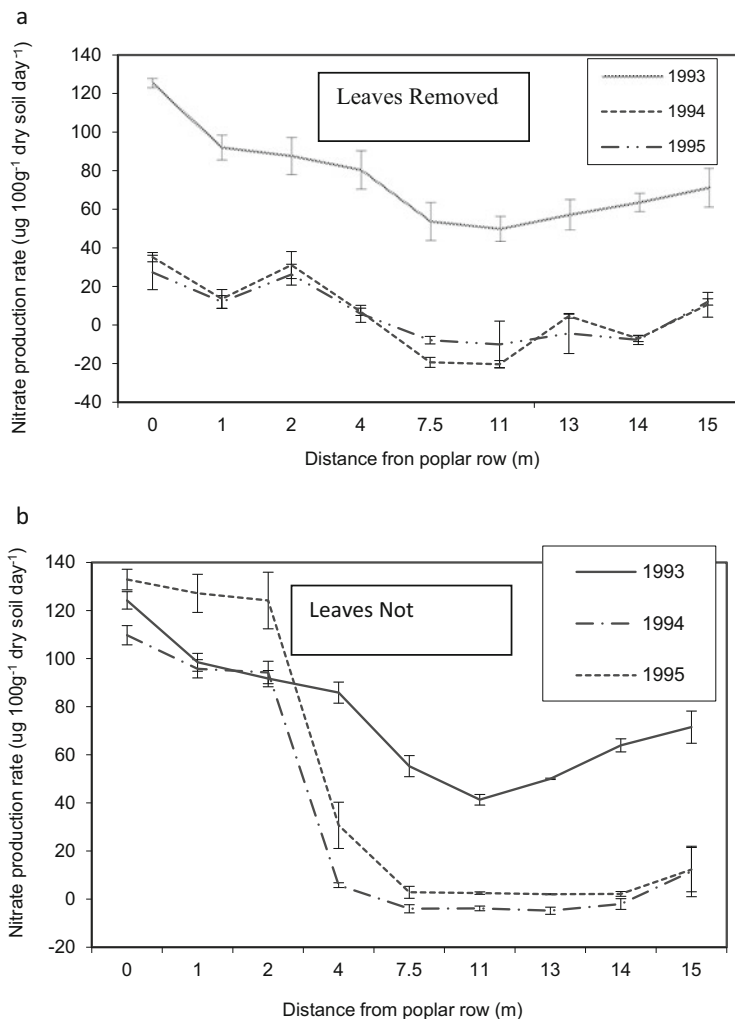 a
Nitrate production rate (ug 100g⁻¹ dry soil day⁻¹)
140
120
100
80
60
40
20
0
-20
-40
Leaves Removed
1993
1994
1995
0 1 2 4 7.5 11 13 14 15
Distance fron poplar row (m)
b
Nitrate production rate (ug 100g⁻¹ dry soil day⁻¹)
140
120
100
80
60
40
20
0
-20
Leaves Not
1993
1994
1995
0 1 2 4 7.5 11 13 14 15
Distance from poplar row (m)